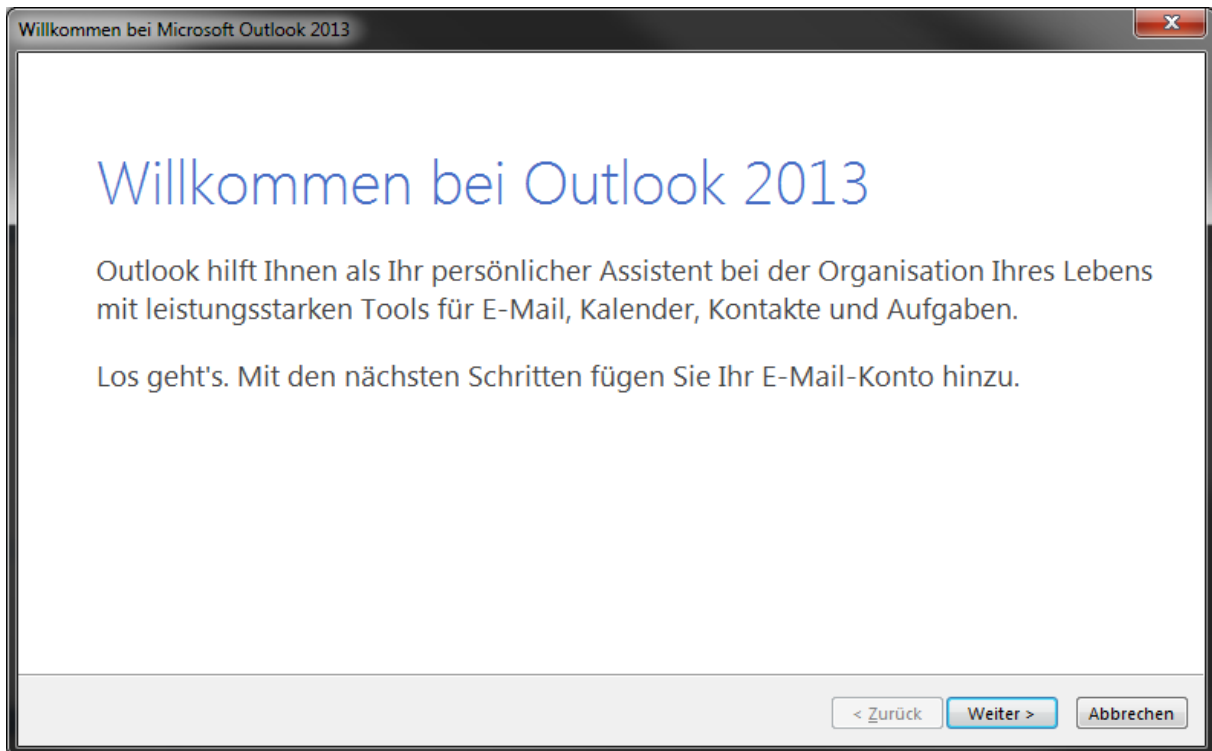 Willkommen bei Microsoft Outlook 2013
Willkommen bei Outlook 2013
Outlook hilft Ihnen als Ihr persönlicher Assistent bei der Organisation Ihres Lebens
mit leistungsstarken Tools für E-Mail, Kalender, Kontakte und Aufgaben.
Los geht's. Mit den nächsten Schritten fügen Sie Ihr E-Mail-Konto hinzu.
< Zurück Weiter > Abbrechen